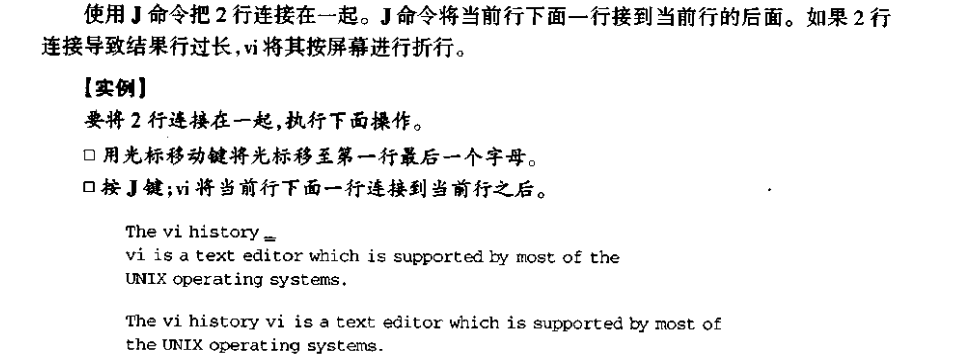 使用 J 命令把 2 行连接在一起。J 命令将当前行下面一行接到当前行的后面。如果 2 行
连接导致结果行过长,vi 将其按屏幕进行折行。
【实例】
要将 2 行连接在一起,执行下面操作。
□ 用光标移动键将光标移至第一行最后一个字母。
□ 按 J 键;vi 将当前行下面一行连接到当前行之后。
The vi history _
vi is a text editor which is supported by most of the
UNIX operating systems.
The vi history vi is a text editor which is supported by most of
the UNIX operating systems.